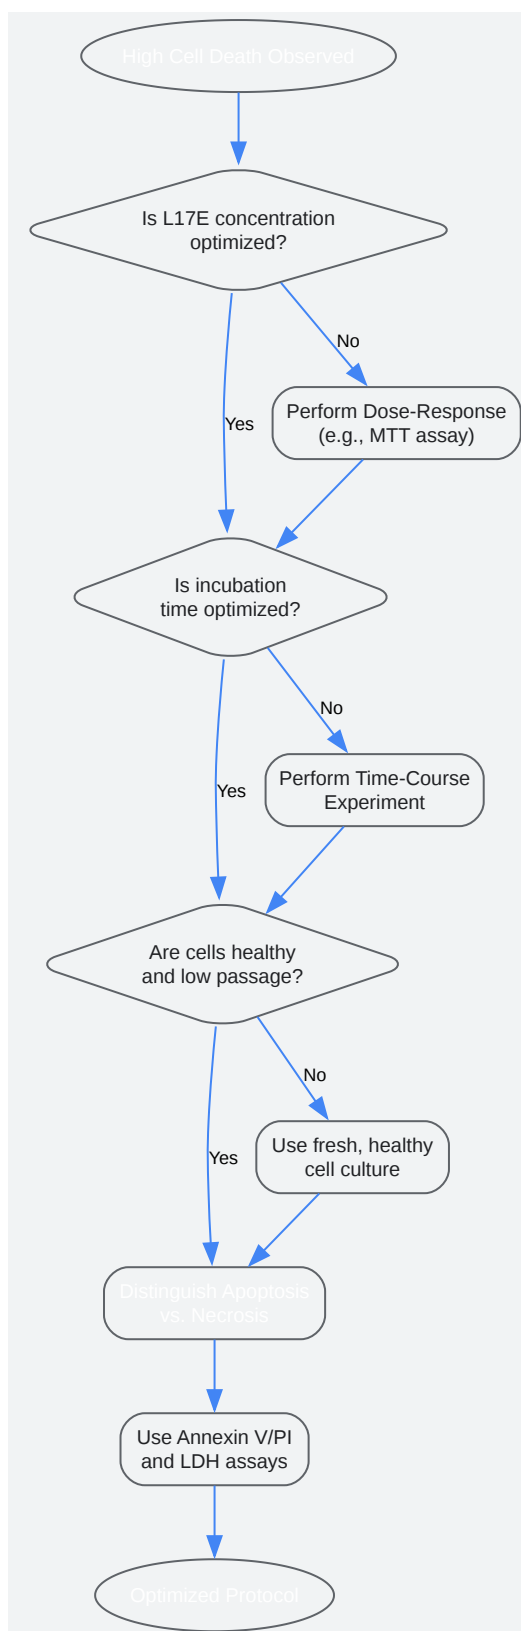 High Cell Death Observed
Is L17E concentration
optimized?
No
Perform Dose-Response
(e.g., MTT assay)
Yes
Is incubation
time optimized?
No
Perform Time-Course
Experiment
Yes
Are cells healthy
and low passage?
No
Use fresh, healthy
cell culture
Yes
Distinguish Apoptosis
vs. Necrosis
Use Annexin V/PI
and LDH assays
Optimized Protocol